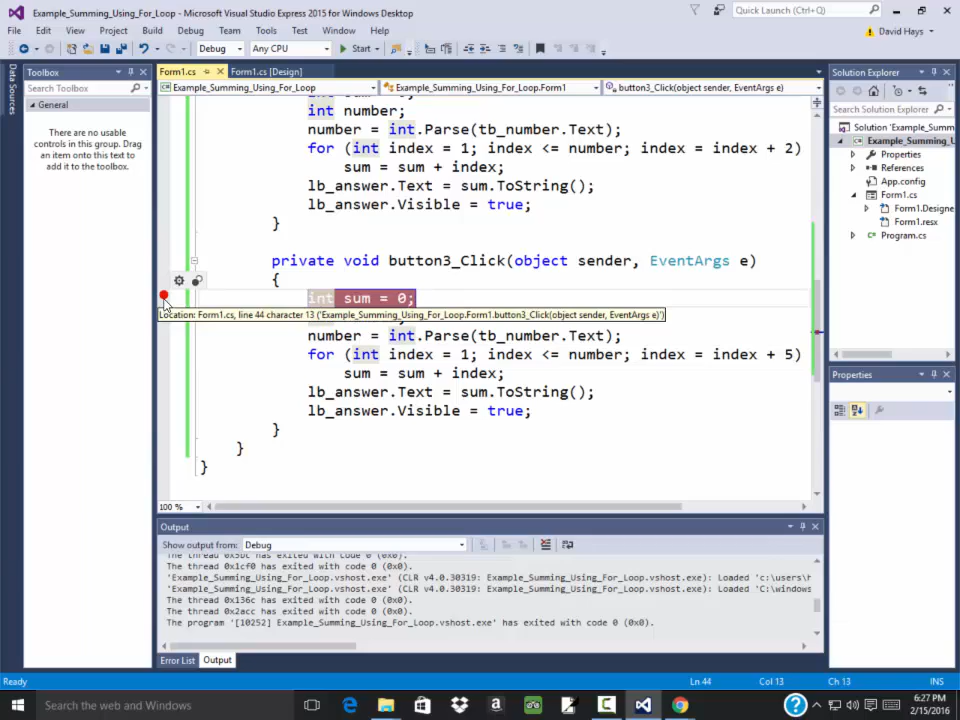 Example_Summing_Using_For_Loop - Microsoft Visual Studio Express 2015 for Windows Desktop
Quick Launch (Ctrl+Q)
File Edit View Project Build Debug Team Tools Test Window Help
David Hays
Debug Any CPU Start
Data Sources
Toolbox
Search Toolbox
General
There are no usable
controls in this group. Drag
an item onto this text to
add it to the toolbox.
Form1.cs Form1.cs [Design]
Example_Summing_Using_For_Loop Example_Summing_Using_For_Loop.Form1 button3_Click(object sender, EventArgs e)
int number;
number = int.Parse(tb_number.Text);
for (int index = 1; index <= number; index = index + 2)
sum = sum + index;
lb_answer.Text = sum.ToString();
lb_answer.Visible = true;
}
private void button3_Click(object sender, EventArgs e)
{
int sum = 0;
Location: Form1.cs, line 44 character 13 ('Example_Summing_Using_For_Loop.Form1.button3_Click(object sender, EventArgs e)')
number = int.Parse(tb_number.Text);
for (int index = 1; index <= number; index = index + 5)
sum = sum + index;
lb_answer.Text = sum.ToString();
lb_answer.Visible = true;
}
}
}
100 %
Output
Show output from: Debug
The thread 0x1cf0 has exited with code 0 (0x0).
'Example_Summing_Using_For_Loop.vshost.exe' (CLR v4.0.30319: Example_Summing_Using_For_Loop.vshost.exe): Loaded 'c:\users\h
'Example_Summing_Using_For_Loop.vshost.exe' (CLR v4.0.30319: Example_Summing_Using_For_Loop.vshost.exe): Loaded 'C:\windows
The thread 0x136c has exited with code 0 (0x0).
The thread 0x2acc has exited with code 0 (0x0).
The program '[10252] Example_Summing_Using_For_Loop.vshost.exe' has exited with code 0 (0x0).
Error List Output
Solution Explorer
Search Solution Explorer
Solution 'Example_Summ
Example_Summing_U
Properties
References
App.config
Form1.cs
Form1.Designe
Form1.resx
Program.cs
Properties
Ready Ln 44 Col 13 Ch 13 INS
Search the web and Windows
6:27 PM
2/15/2016